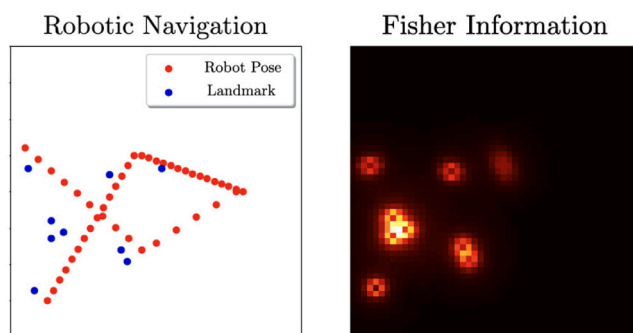 Robotic Navigation
Robot Pose
Landmark
Fisher Information